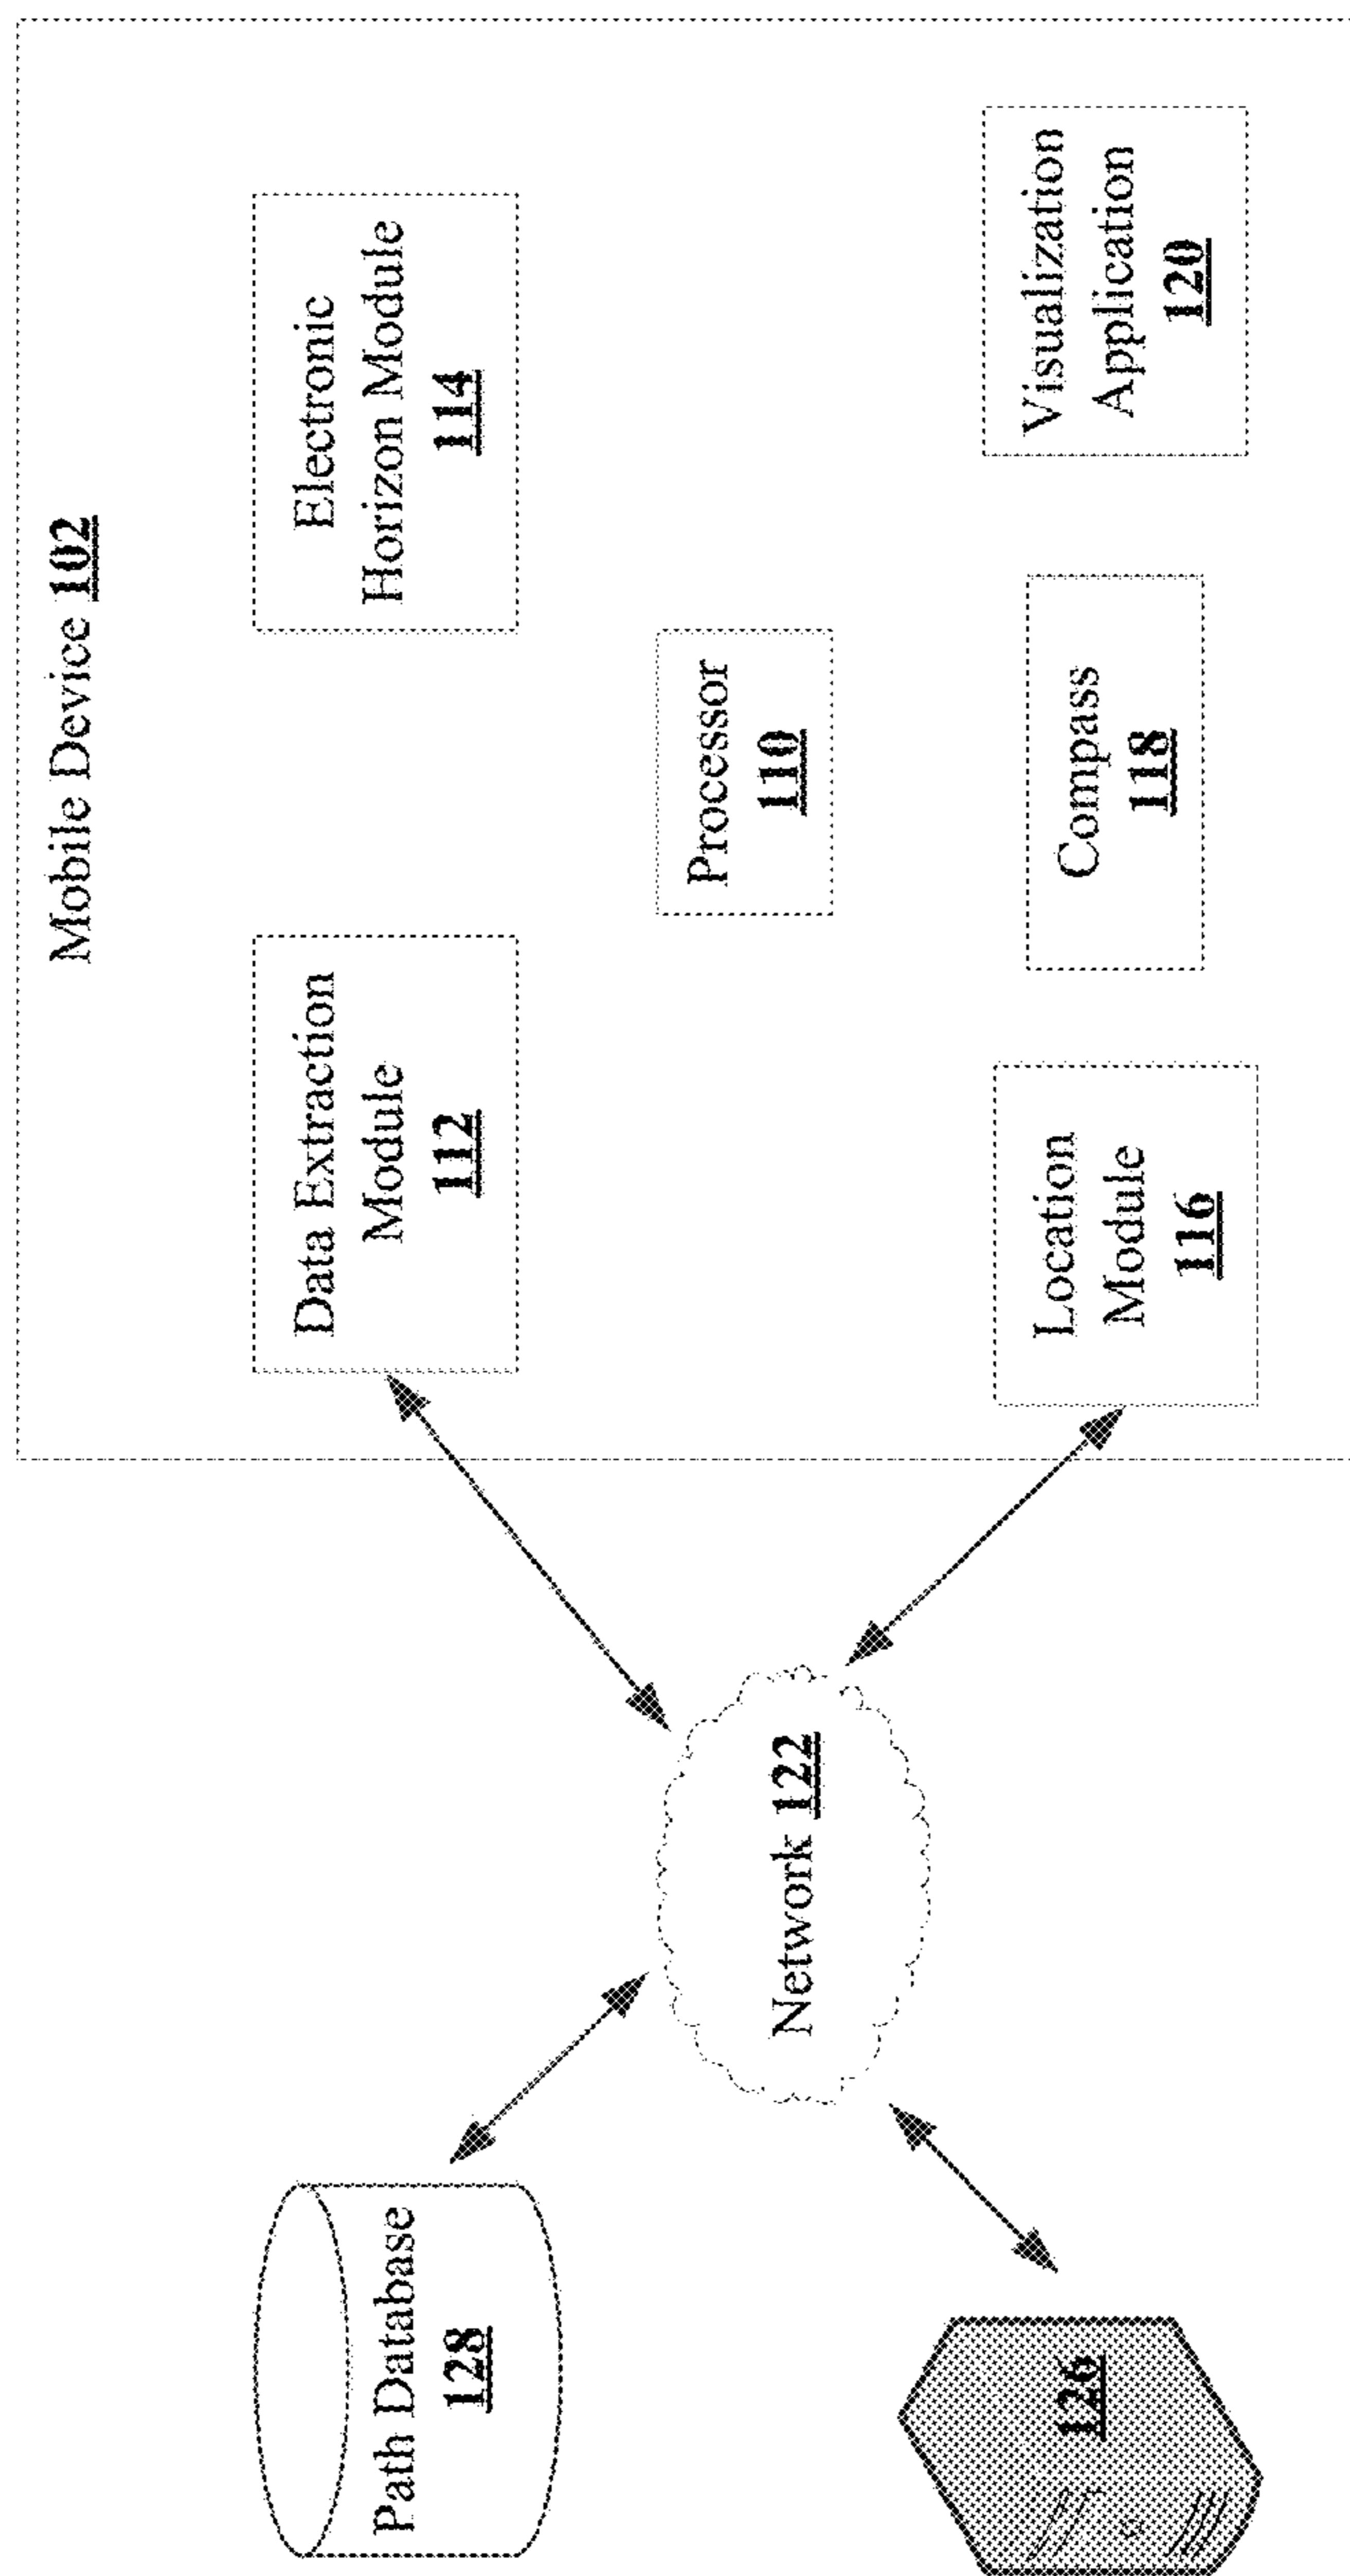 Mobile Device 102
Data Extraction
Module
112
Electronic
Horizon Module
114
Path Database
128
Processor
110
Network 122
Location
Module
116
Compass
118
Visualization
Application
120
126